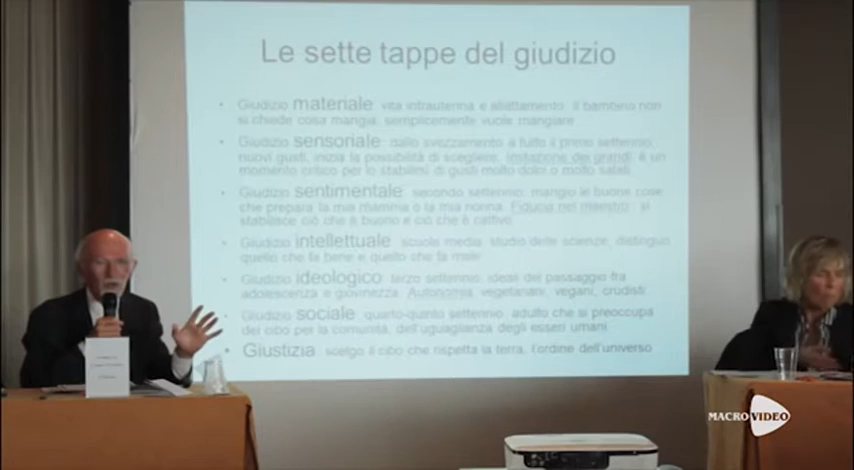 Le sette tappe del giudizio
• Giudizio materiale vita intrauterina e allattamento. Il bambino non
si chiede cosa mangia, semplicemente vuole mangiare
• Giudizio sensoriale dallo svezzamento a tutto il primo settennio,
nuovi gusti, inizia la possibilità di scegliere. Imitazione dei grandi, è un
momento critico per lo stabilirsi di gusti molto dolci o molto salati.
• Giudizio sentimentale secondo settennio: mangio le buone cose
che prepara la mia mamma o la mia nonna. Fiducia nel maestro: si
stabilisce ciò che è buono e ciò che è cattivo
• Giudizio intellettuale scuola media: studio delle scienze, distinguo
quello che fa bene e quello che fa male
• Giudizio ideologico terzo settennio: ideali del passaggio fra
adolescenza e giovinezza. Autonomia vegetariani, vegani, crudisti
• Giudizio sociale quarto-quinto settennio: adulto che si preoccupa
del cibo per la comunità, dell'uguaglianza degli esseri umani
• Giustizia scelgo il cibo che rispetta la terra, l'ordine dell'universo
MACRO VIDEO